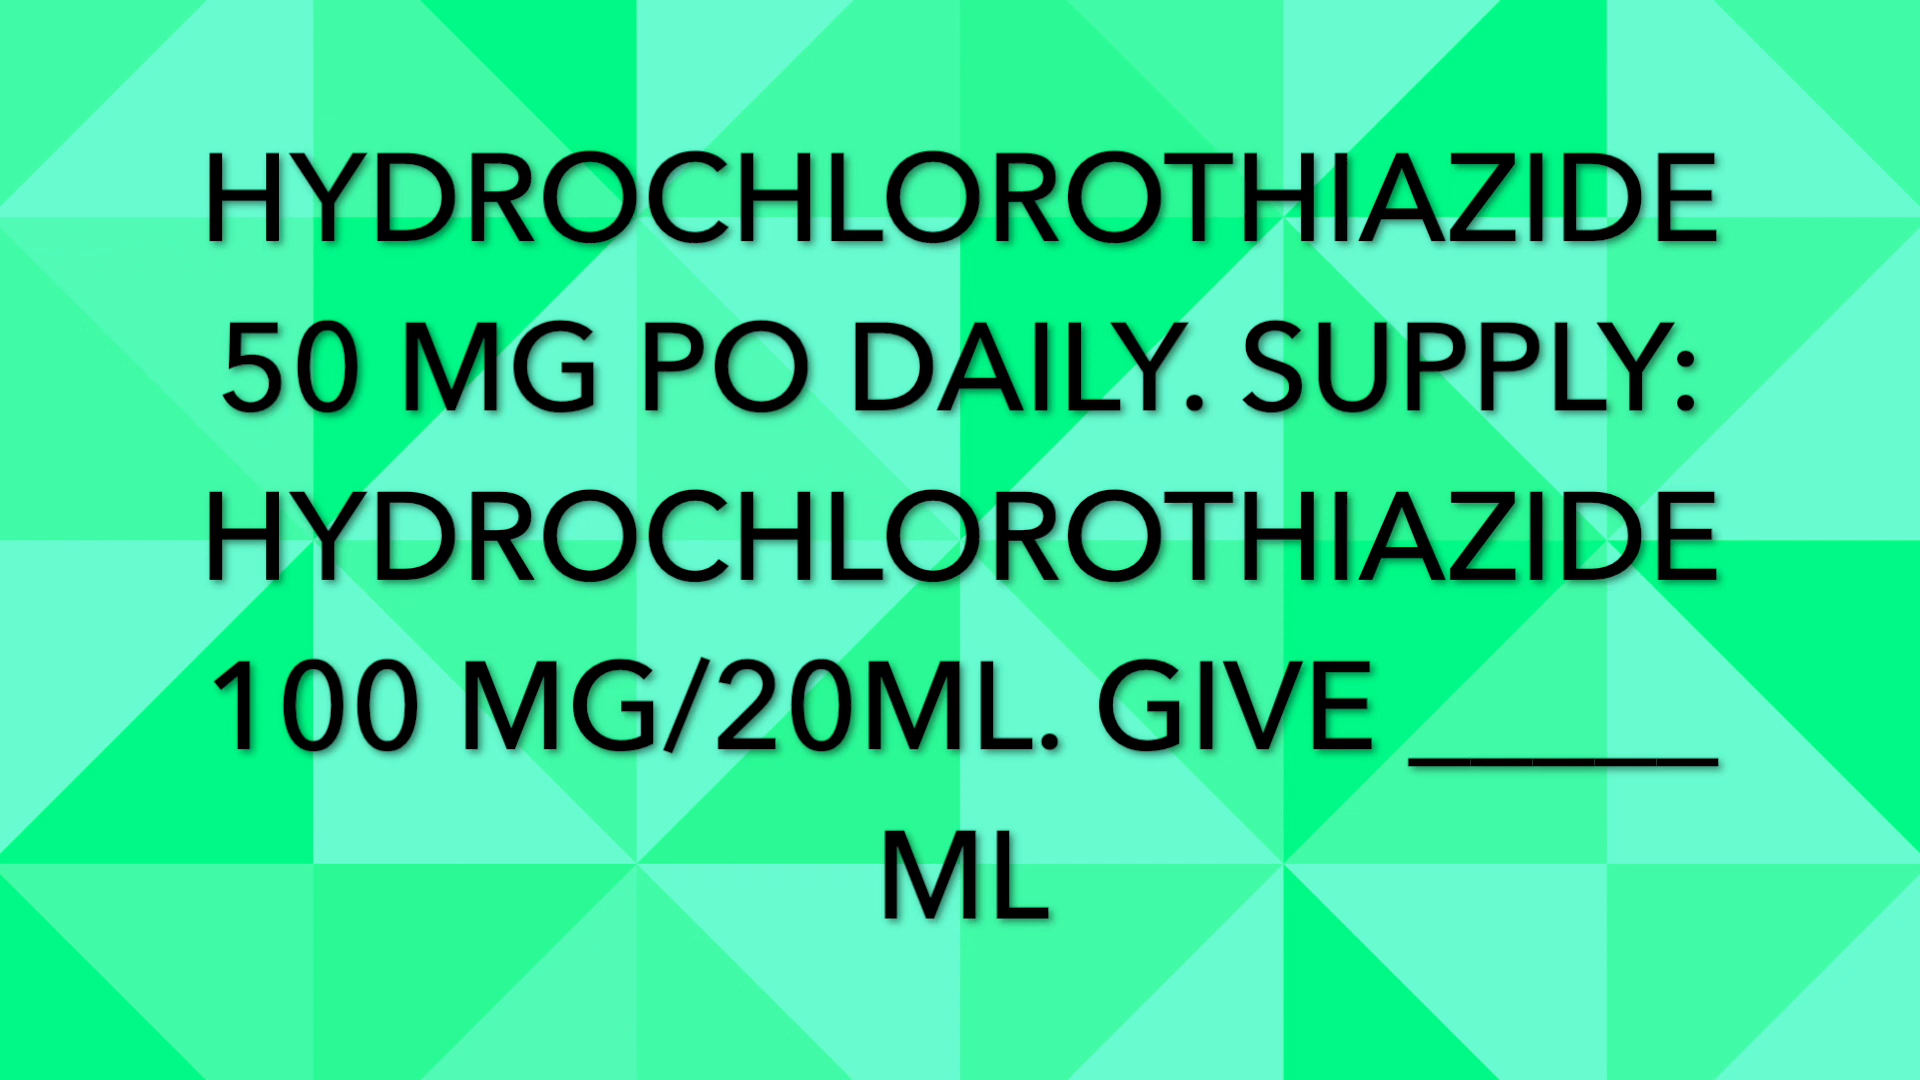 HYDROCHLOROTHIAZIDE
50 MG PO DAILY. SUPPLY:
HYDROCHLOROTHIAZIDE
100 MG/20ML. GIVE _____
ML